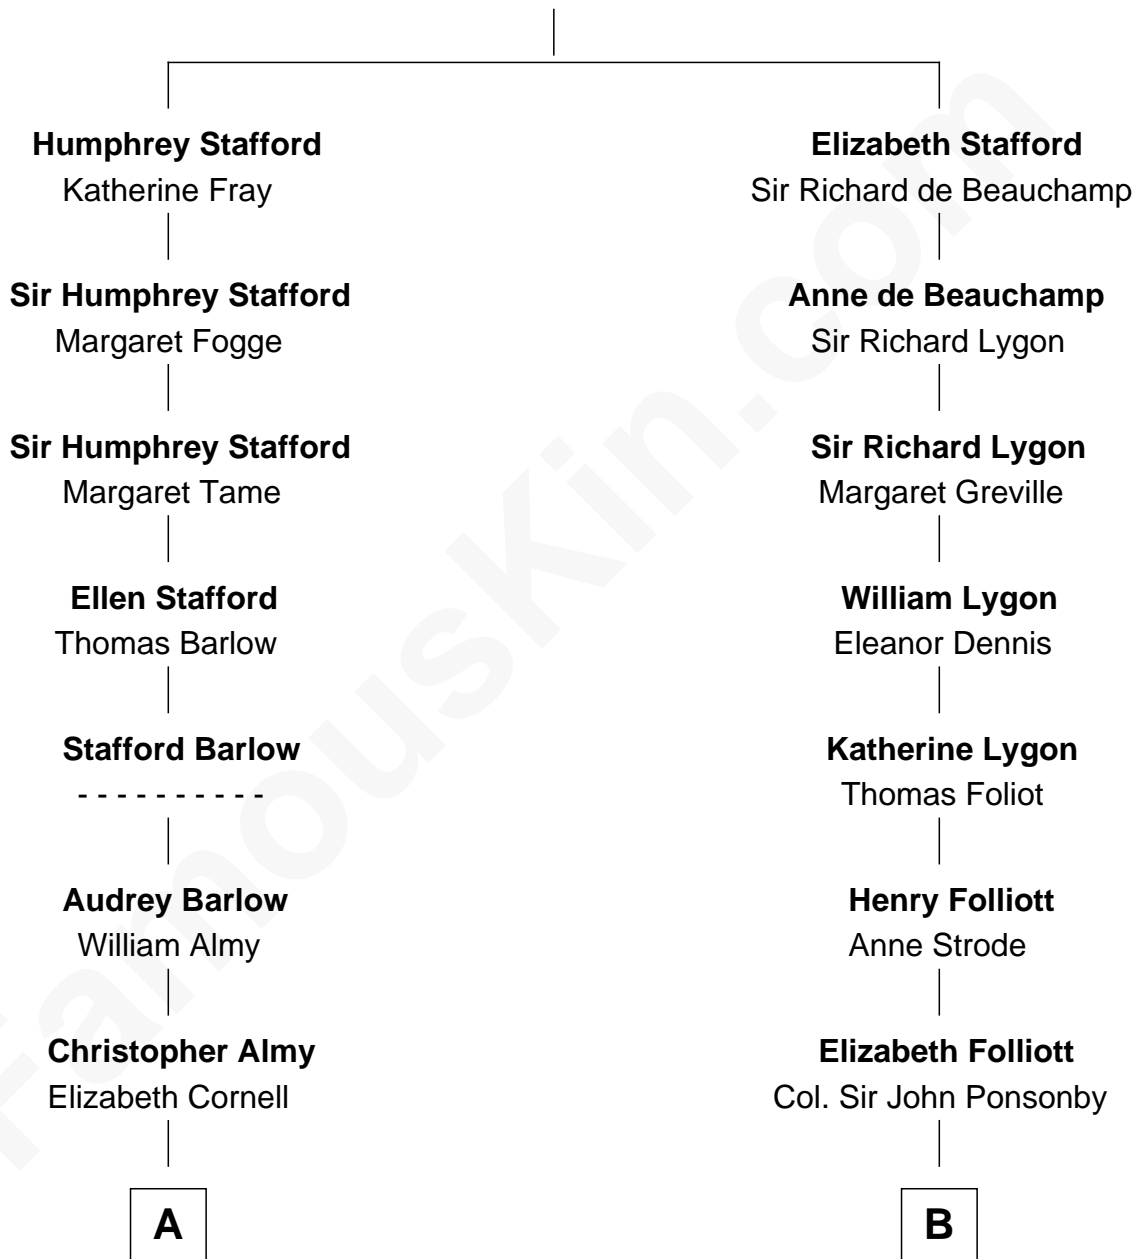 Humphrey Stafford
Katherine Fray
Sir Humphrey Stafford
Margaret Fogge
Sir Humphrey Stafford
Margaret Tame
Ellen Stafford
Thomas Barlow
Stafford Barlow
- - - - - - - - - -
Audrey Barlow
William Almy
Christopher Almy
Elizabeth Cornell
A
Elizabeth Stafford
Sir Richard de Beauchamp
Anne de Beauchamp
Sir Richard Lygon
Sir Richard Lygon
Margaret Greville
William Lygon
Eleanor Dennis
Katherine Lygon
Thomas Foliot
Henry Folliott
Anne Strode
Elizabeth Folliott
Col. Sir John Ponsonby
B
FamousKin.com